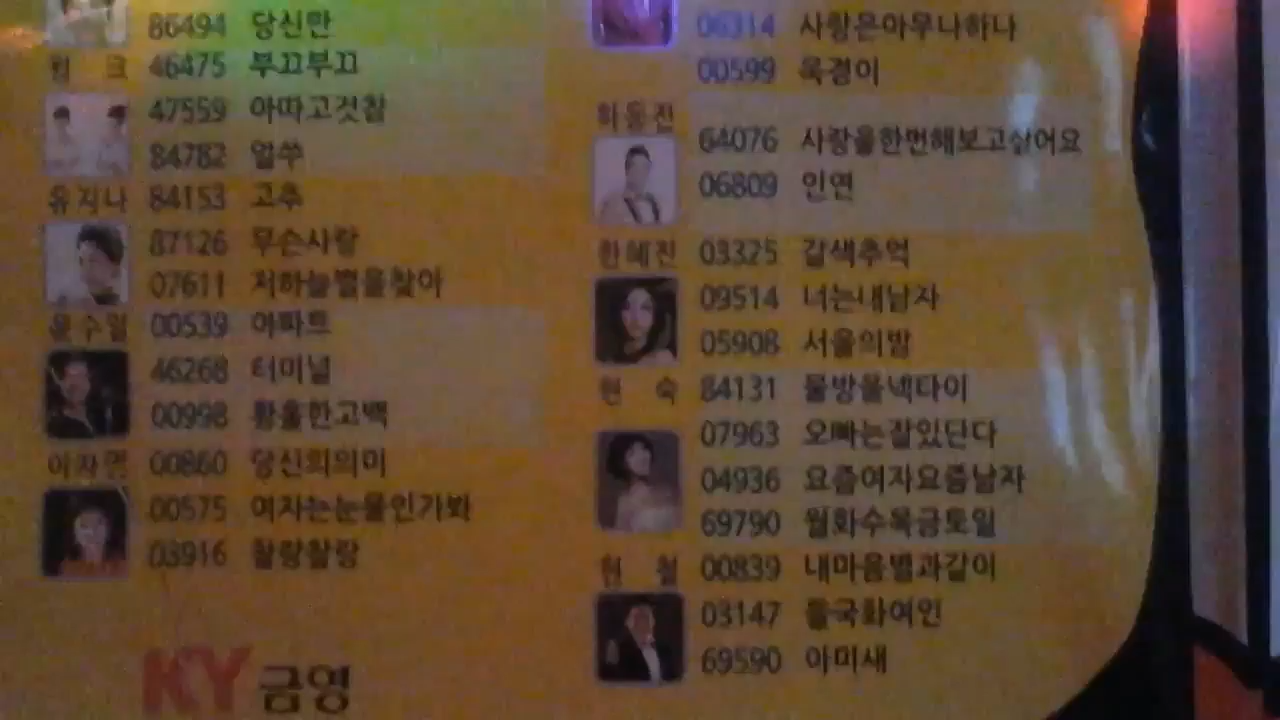 86494 당신만
윙 크 46475 부끄부끄
47559 아따고것참
84782 얼쑤
유지나 84153 고추
87126 무슨사랑
07611 저하늘별을찾아
윤수일 00539 아파트
46268 터미널
00998 황홀한고백
이자연 00860 당신의의미
00575 여자는눈물인가봐
03916 찰랑찰랑
KY 금영
06314 사랑은아무나하나
00599 옥경이
하동진
64076 사랑을한번해보고싶어요
06809 인연
한혜진 03325 갈색추억
09514 너는내남자
05908 서울의밤
현 숙 84131 물방울넥타이
07963 오빠는잘있단다
04936 요즘여자요즘남자
69790 월화수목금토일
현 철 00839 내마음별과같이
03147 들국화여인
69590 아미새